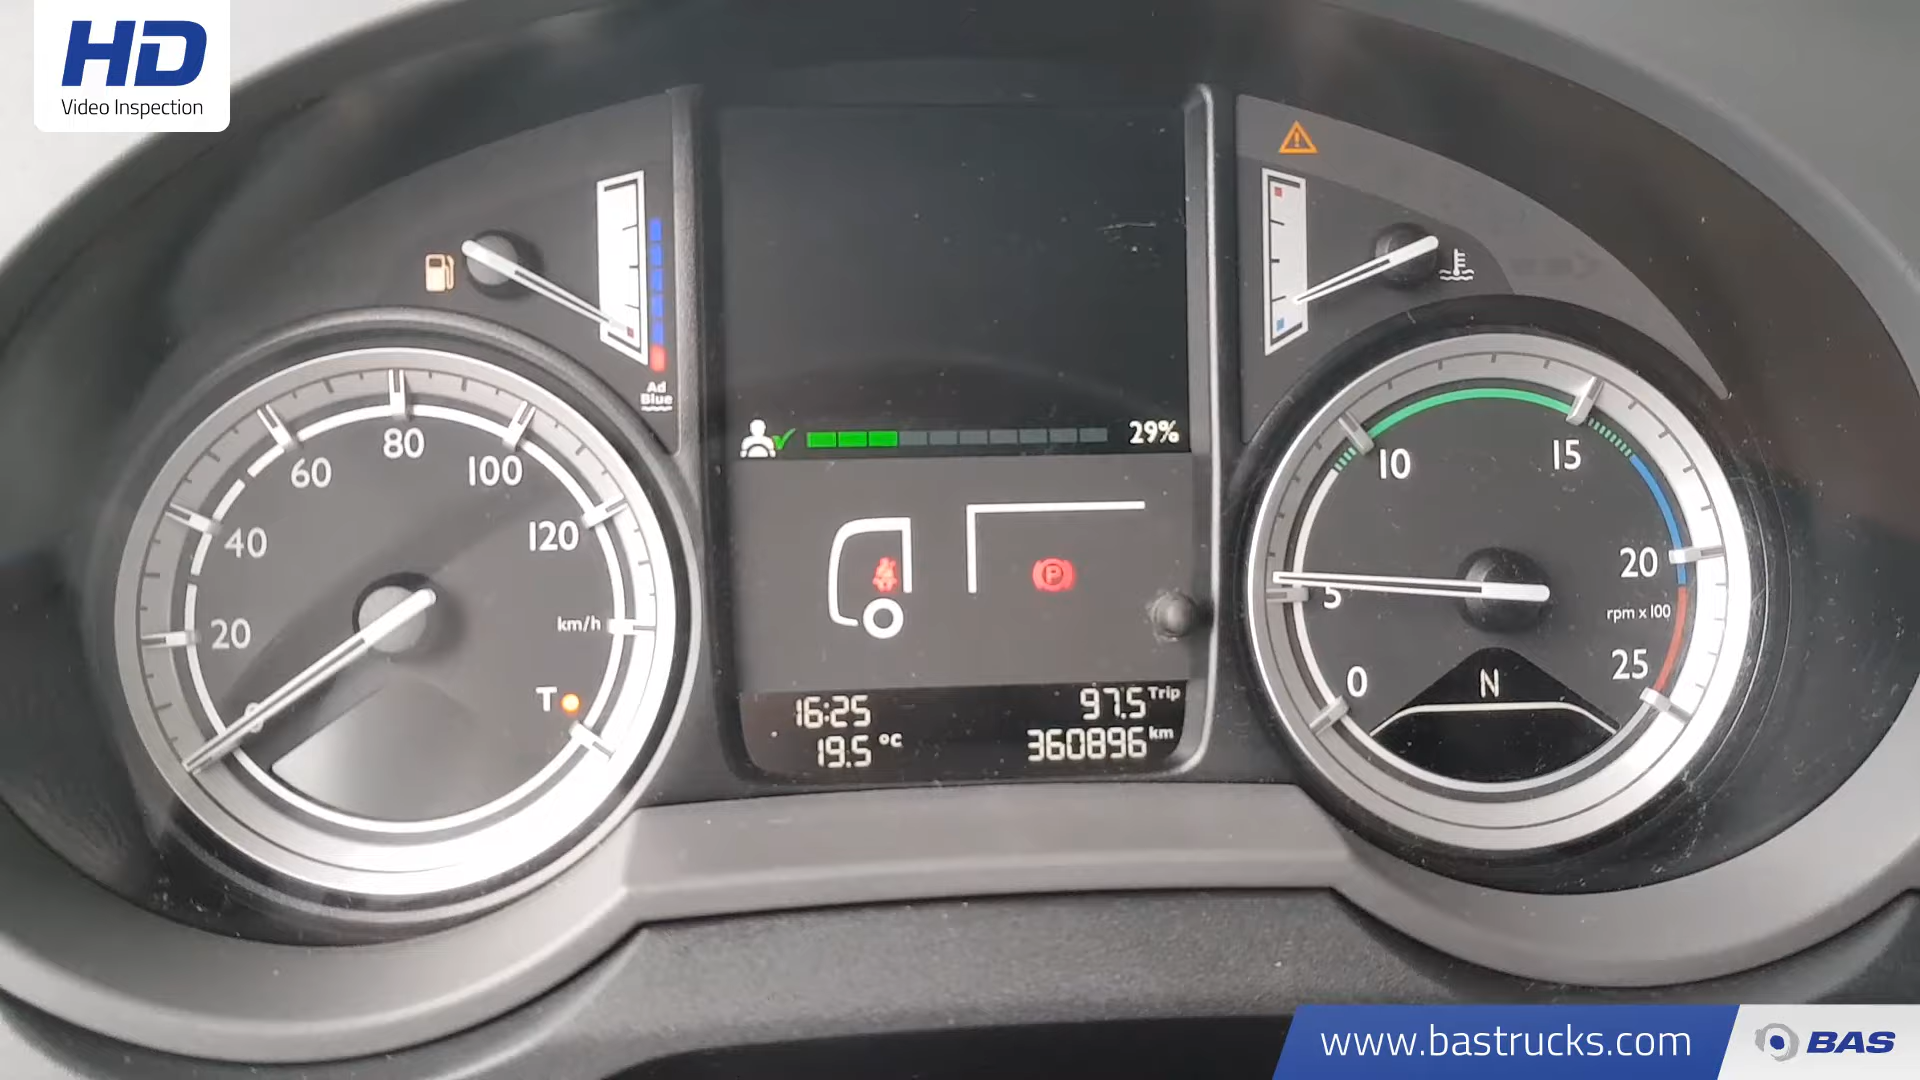 HD
Video Inspection
Ad
Blue
20
40
60
80
100
120
km/h
T
29%
P
16:25
97.5 Trip
19.5 °C
360896 km
0
5
10
15
20
25
rpm x 100
N
www.bastrucks.com
BAS